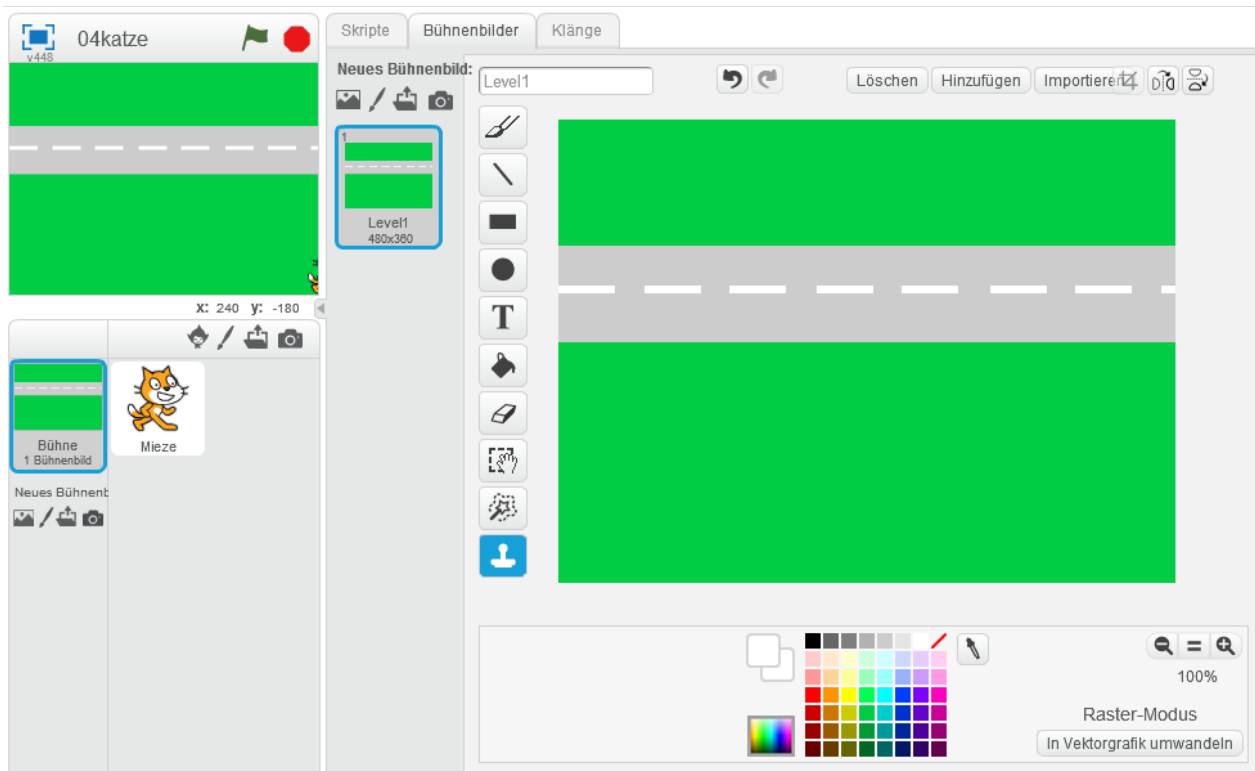 04katze
v448
Skripte
Bühnenbilder
Klänge
Neues Bühnenbild:
Level1
Löschen
Hinzufügen
Importieren
1
Level1
480x360
T
x: 240 y: -180
Bühne
1 Bühnenbild
Mieze
Neues Bühnenb
100%
Raster-Modus
In Vektorgrafik umwandeln